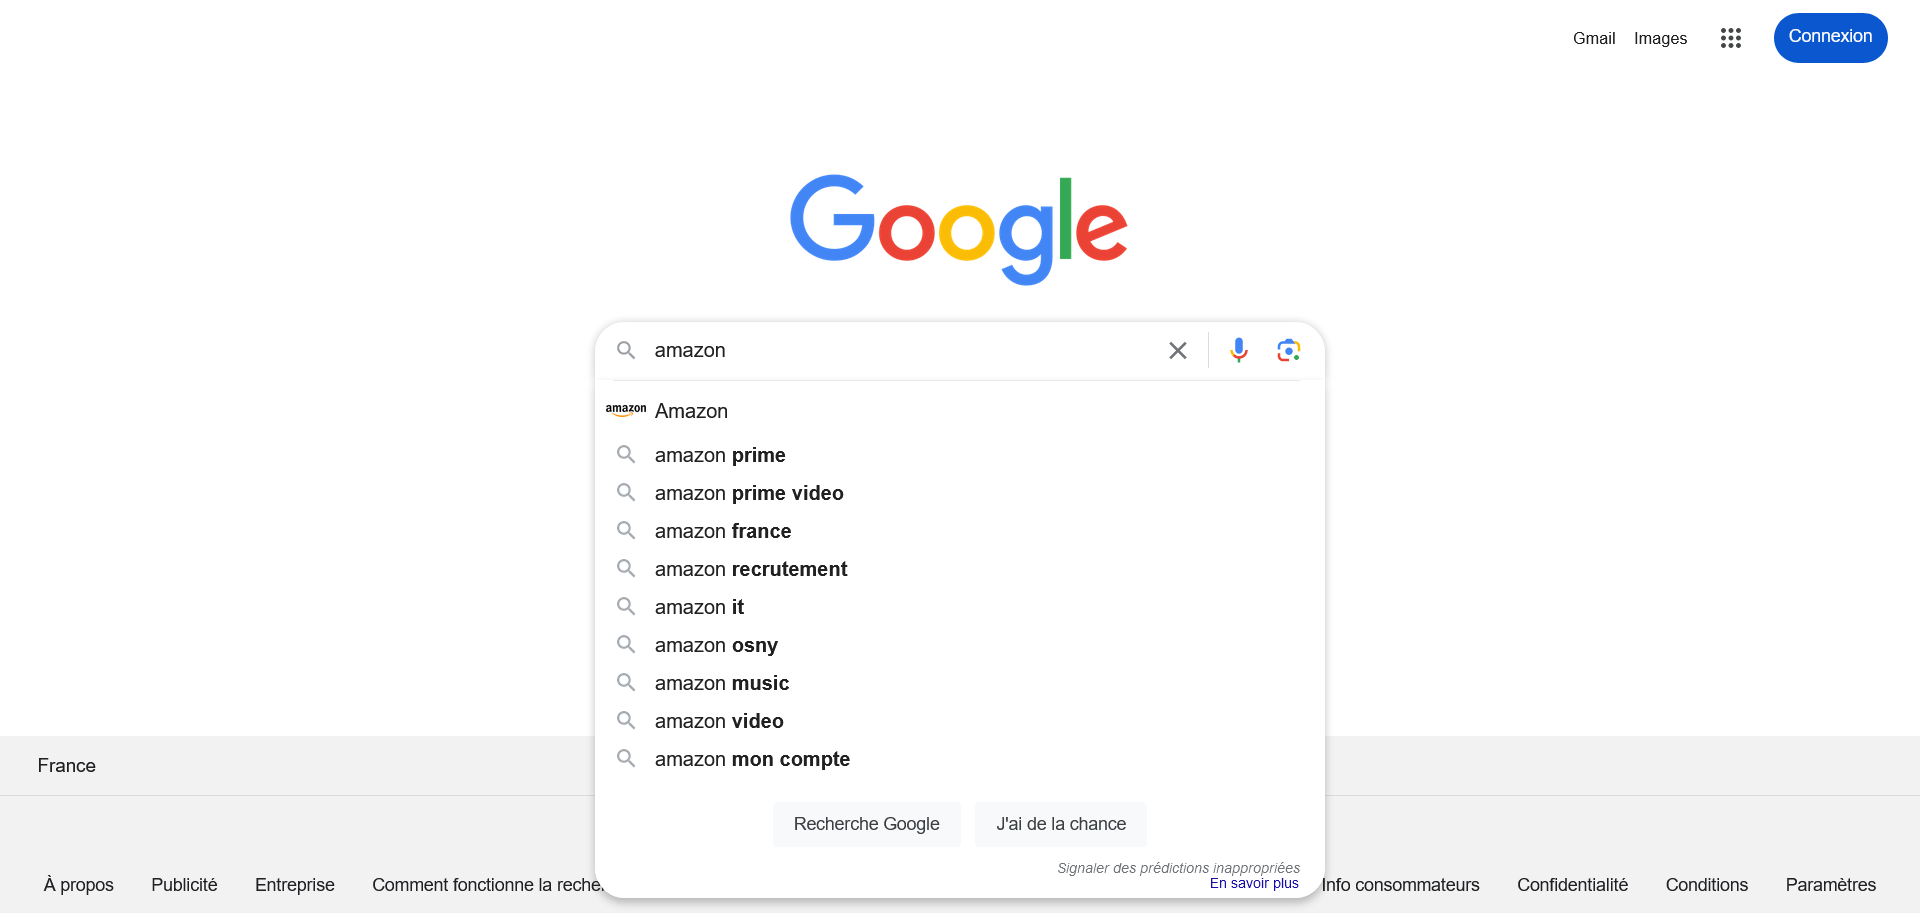 Gmail Images Connexion
Google
amazon
amazon Amazon
amazon prime
amazon prime video
amazon france
amazon recrutement
amazon it
amazon osny
amazon music
amazon video
amazon mon compte
France
Recherche Google J'ai de la chance
Signaler des prédictions inappropriées
En savoir plus
À propos Publicité Entreprise Comment fonctionne la recher Info consommateurs Confidentialité Conditions Paramètres